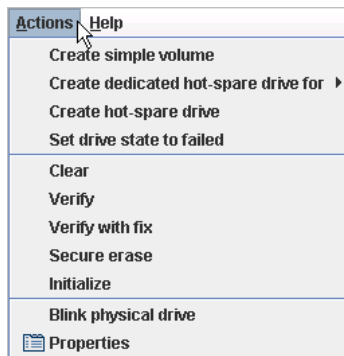 Actions Help
Create simple volume
Create dedicated hot-spare drive for
Create hot-spare drive
Set drive state to failed
Clear
Verify
Verify with fix
Secure erase
Initialize
Blink physical drive
Properties